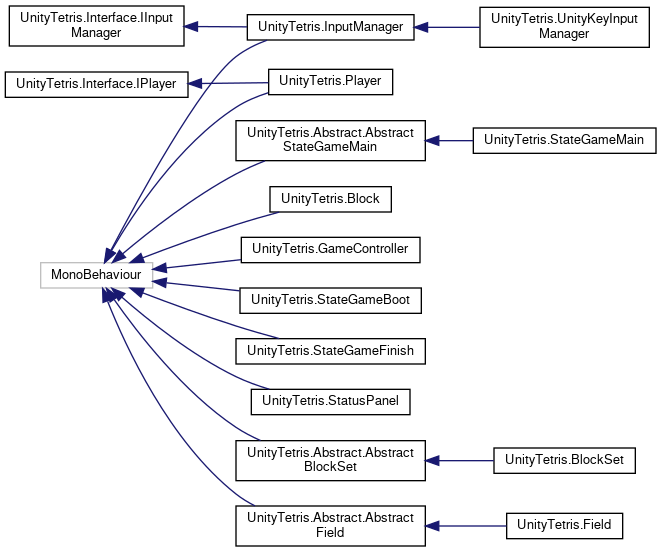 UnityTetris.Interface.IInput
Manager
UnityTetris.InputManager
UnityTetris.UnityKeyInput
Manager
UnityTetris.Interface.IPlayer
UnityTetris.Player
UnityTetris.Abstract.Abstract
StateGameMain
UnityTetris.StateGameMain
UnityTetris.Block
UnityTetris.GameController
MonoBehaviour
UnityTetris.StateGameBoot
UnityTetris.StateGameFinish
UnityTetris.StatusPanel
UnityTetris.Abstract.Abstract
BlockSet
UnityTetris.BlockSet
UnityTetris.Abstract.Abstract
Field
UnityTetris.Field